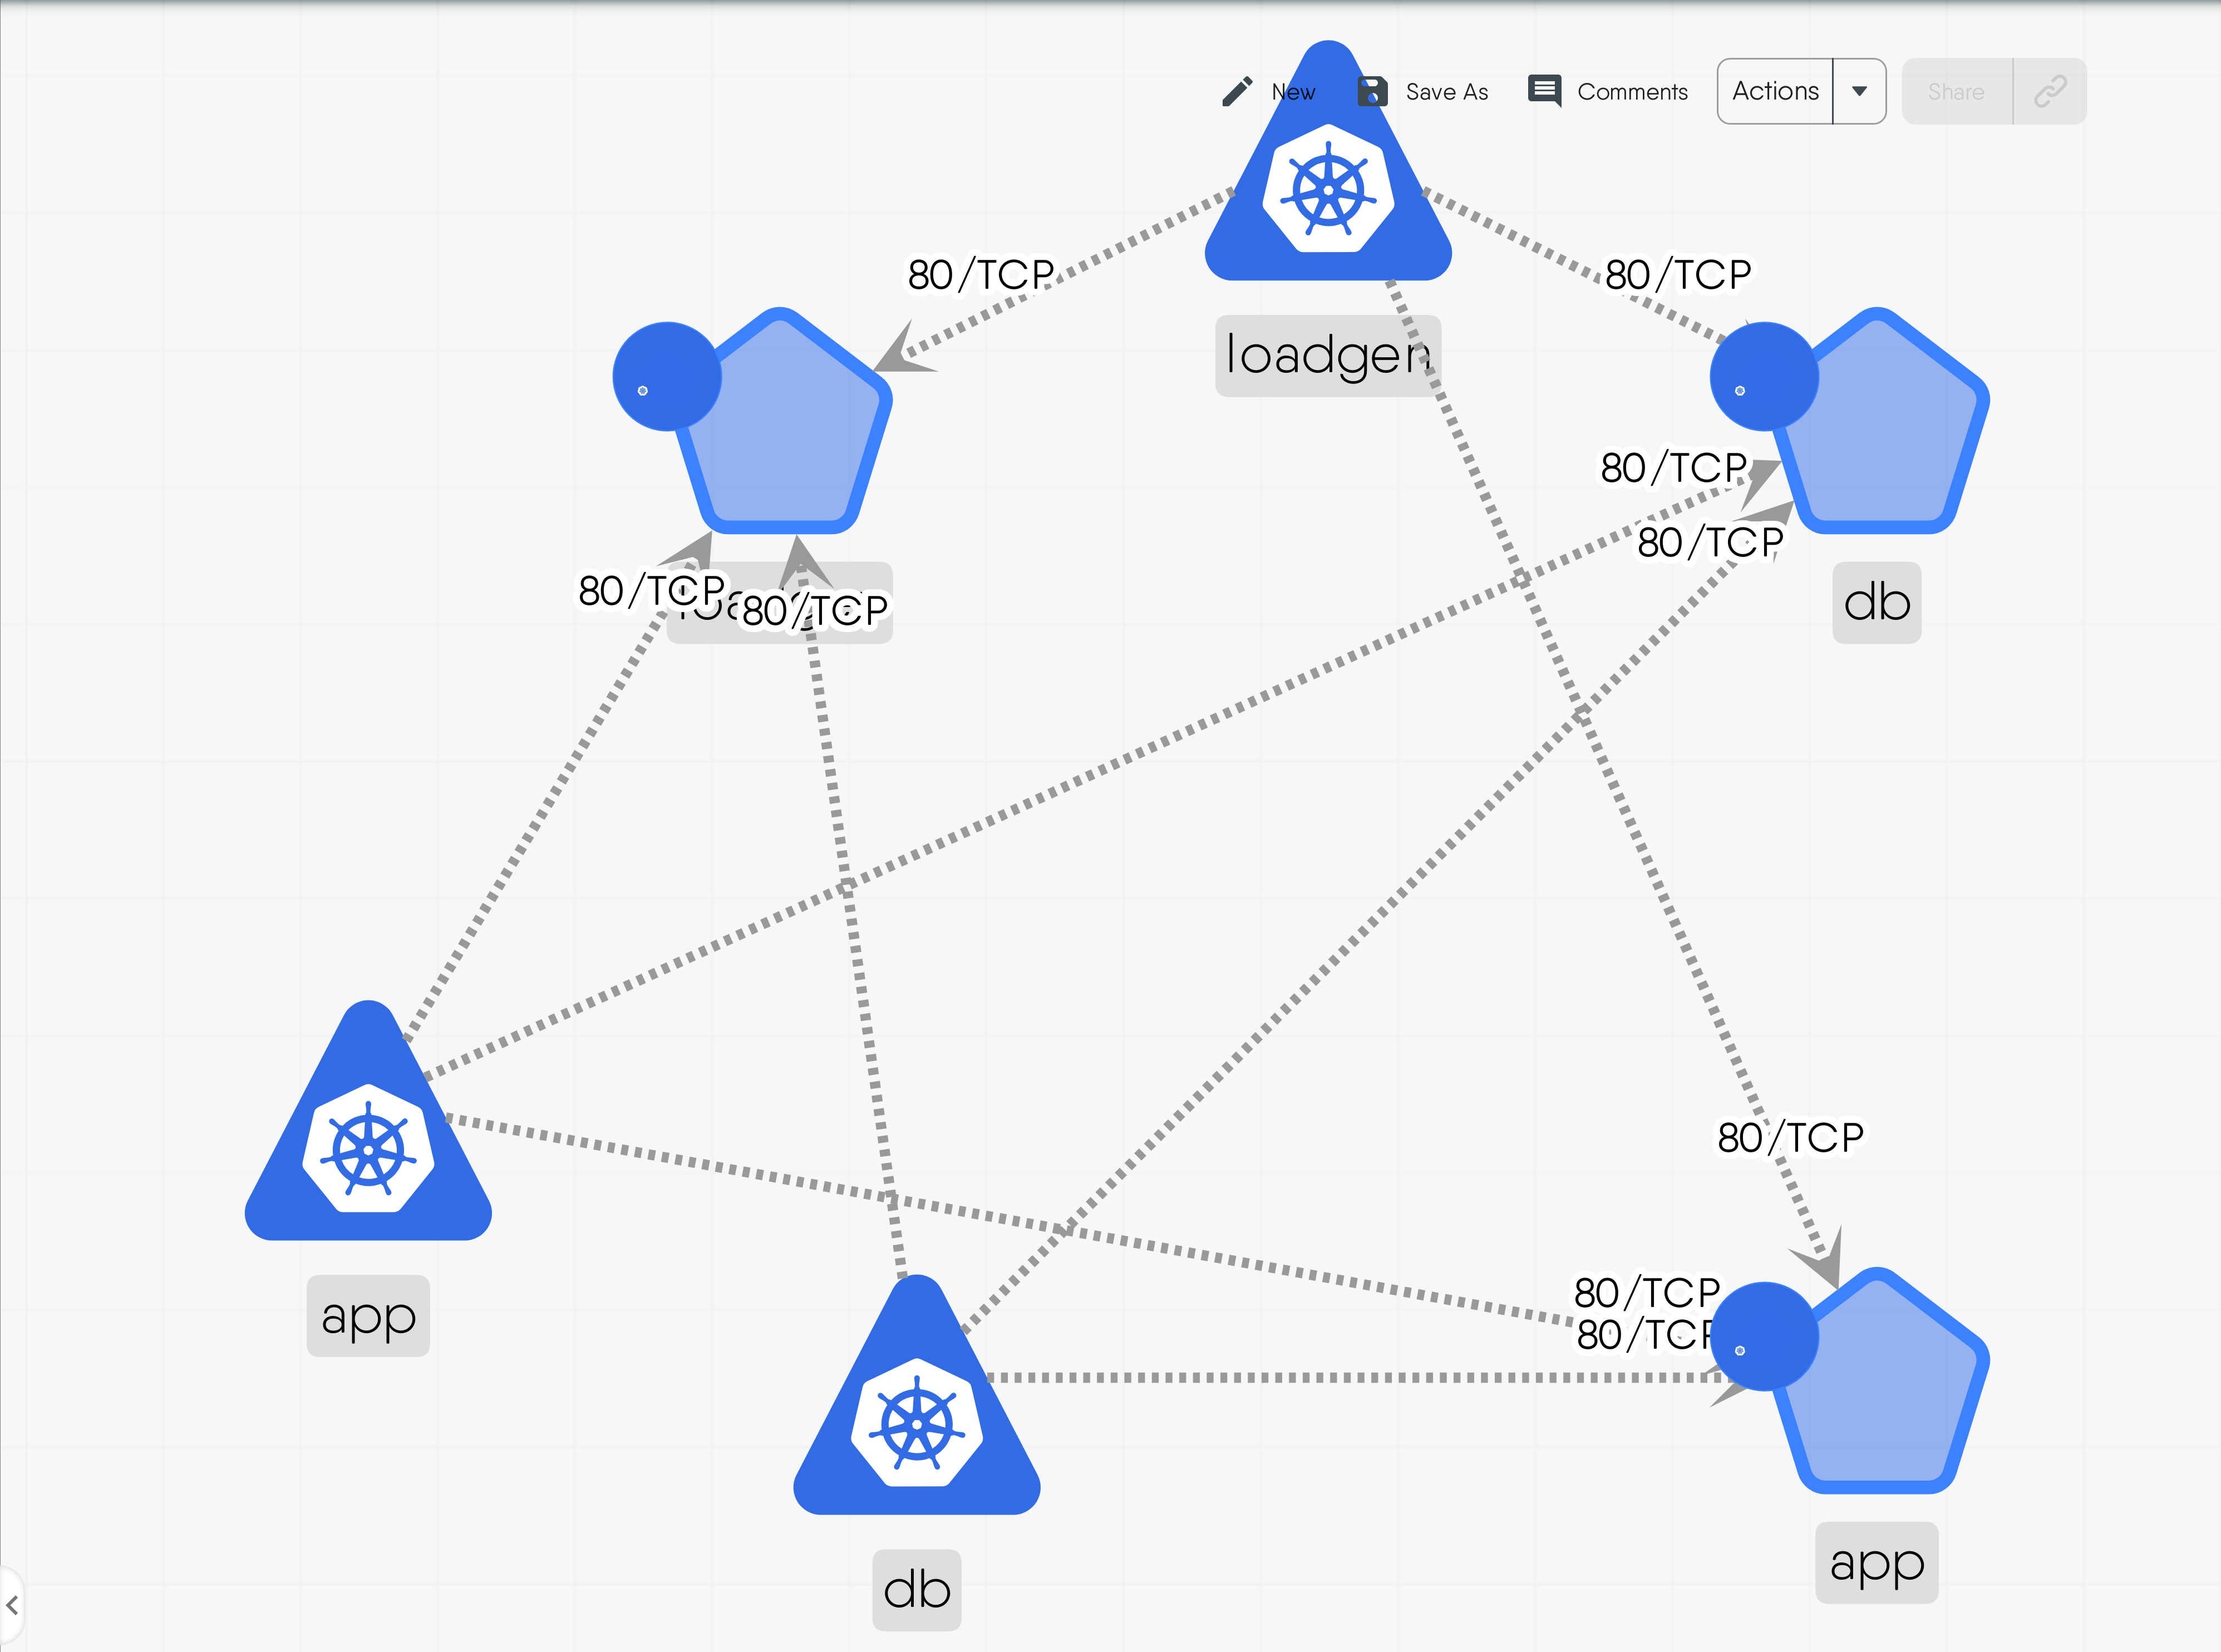 New
Save As
Comments
Actions
Share
80/TCP
80/TCP
loadgen
80/TCP
80/TCP
80/TCP
80/TCP
db
80/TCP
80/TCP
80/TCP
app
db
app